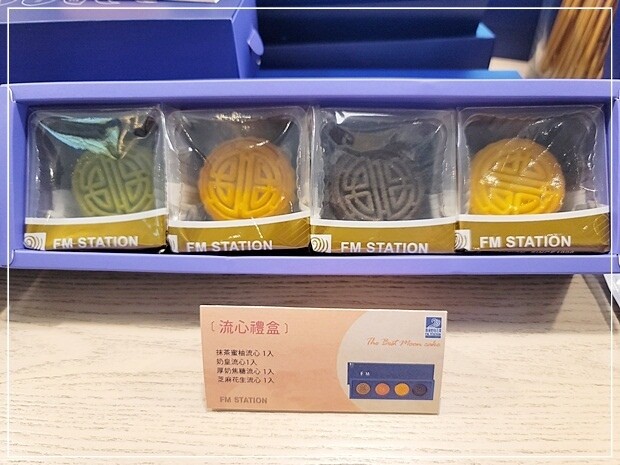 FM STATION
FM STATION
FM STATION
FM STATION
〔流心禮盒〕
The Best Moon cake
抹茶蜜柚流心 1入
奶皇流心1入
厚奶焦糖流心 1入
芝麻花生流心 1入
FM STATION